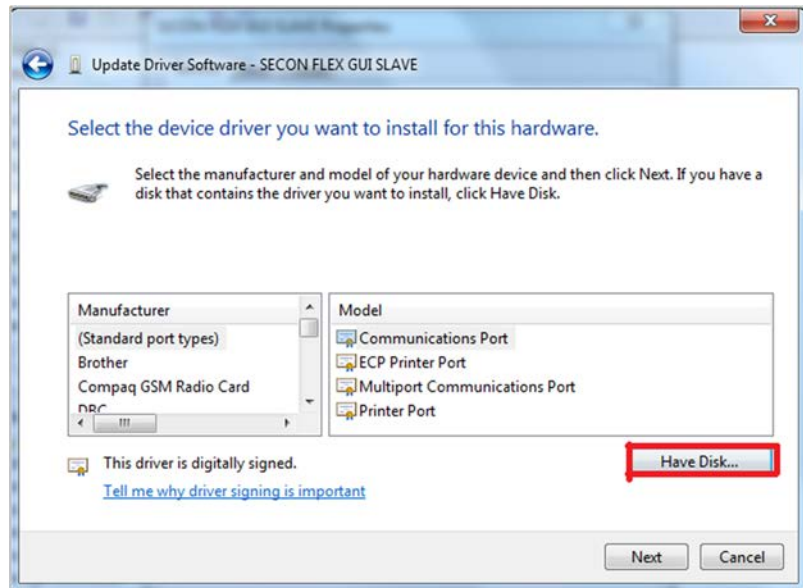 Update Driver Software - SECON FLEX GUI SLAVE
Select the device driver you want to install for this hardware.
Select the manufacturer and model of your hardware device and then click Next. If you have a
disk that contains the driver you want to install, click Have Disk.
Manufacturer
(Standard port types)
Brother
Compaq GSM Radio Card
DBC
Model
Communications Port
ECP Printer Port
Multiport Communications Port
Printer Port
This driver is digitally signed.
Tell me why driver signing is important
Have Disk...
Next
Cancel